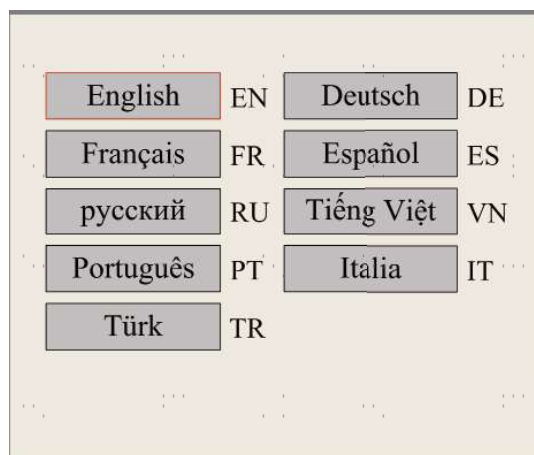 English EN Deutsch DE
Français FR Español ES
русский RU Tiếng Việt VN
Português PT Italia IT
Türk TR